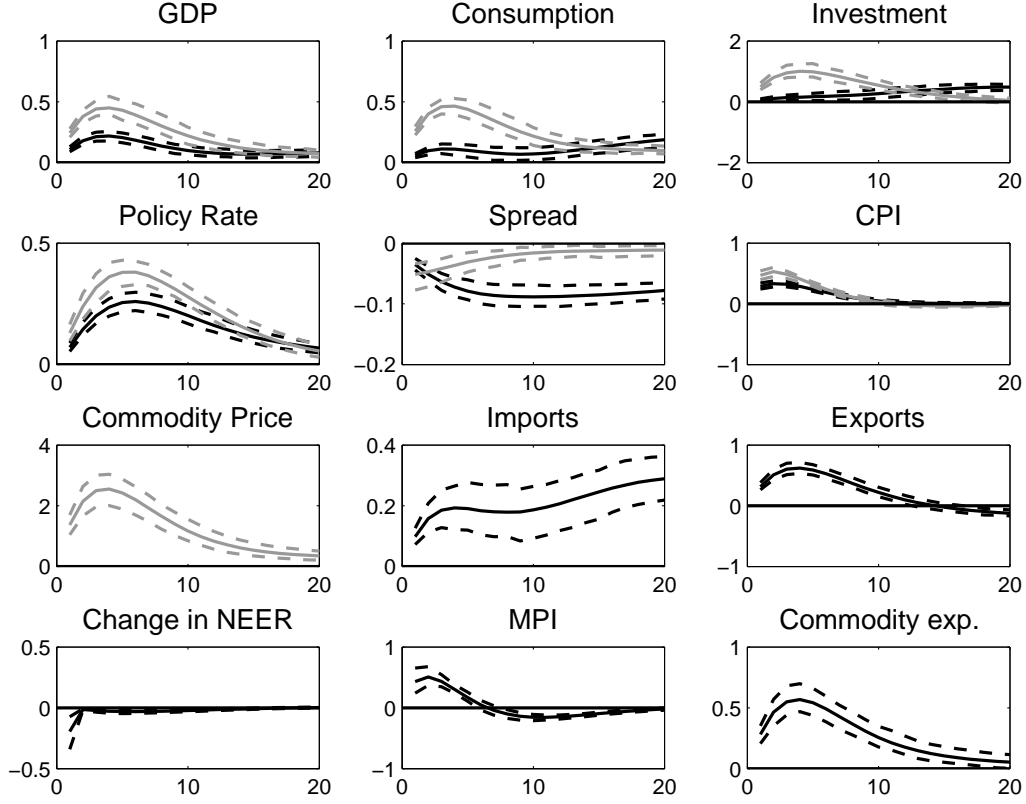 GDP Consumption Investment
1 1 2
0.5 0.5 0
0 0 −2
0 10 20 0 10 20 0 10 20
Policy Rate Spread CPI
0.5 0 1
−0.1 0
0 −0.2 −1
0 10 20 0 10 20 0 10 20
Commodity Price Imports Exports
4 0.4 1
2 0.2 0
0 0 −1
0 10 20 0 10 20 0 10 20
Change in NEER MPI Commodity exp.
0.5 1 1
0 0 0.5
−0.5 −1 0
0 10 20 0 10 20 0 10 20